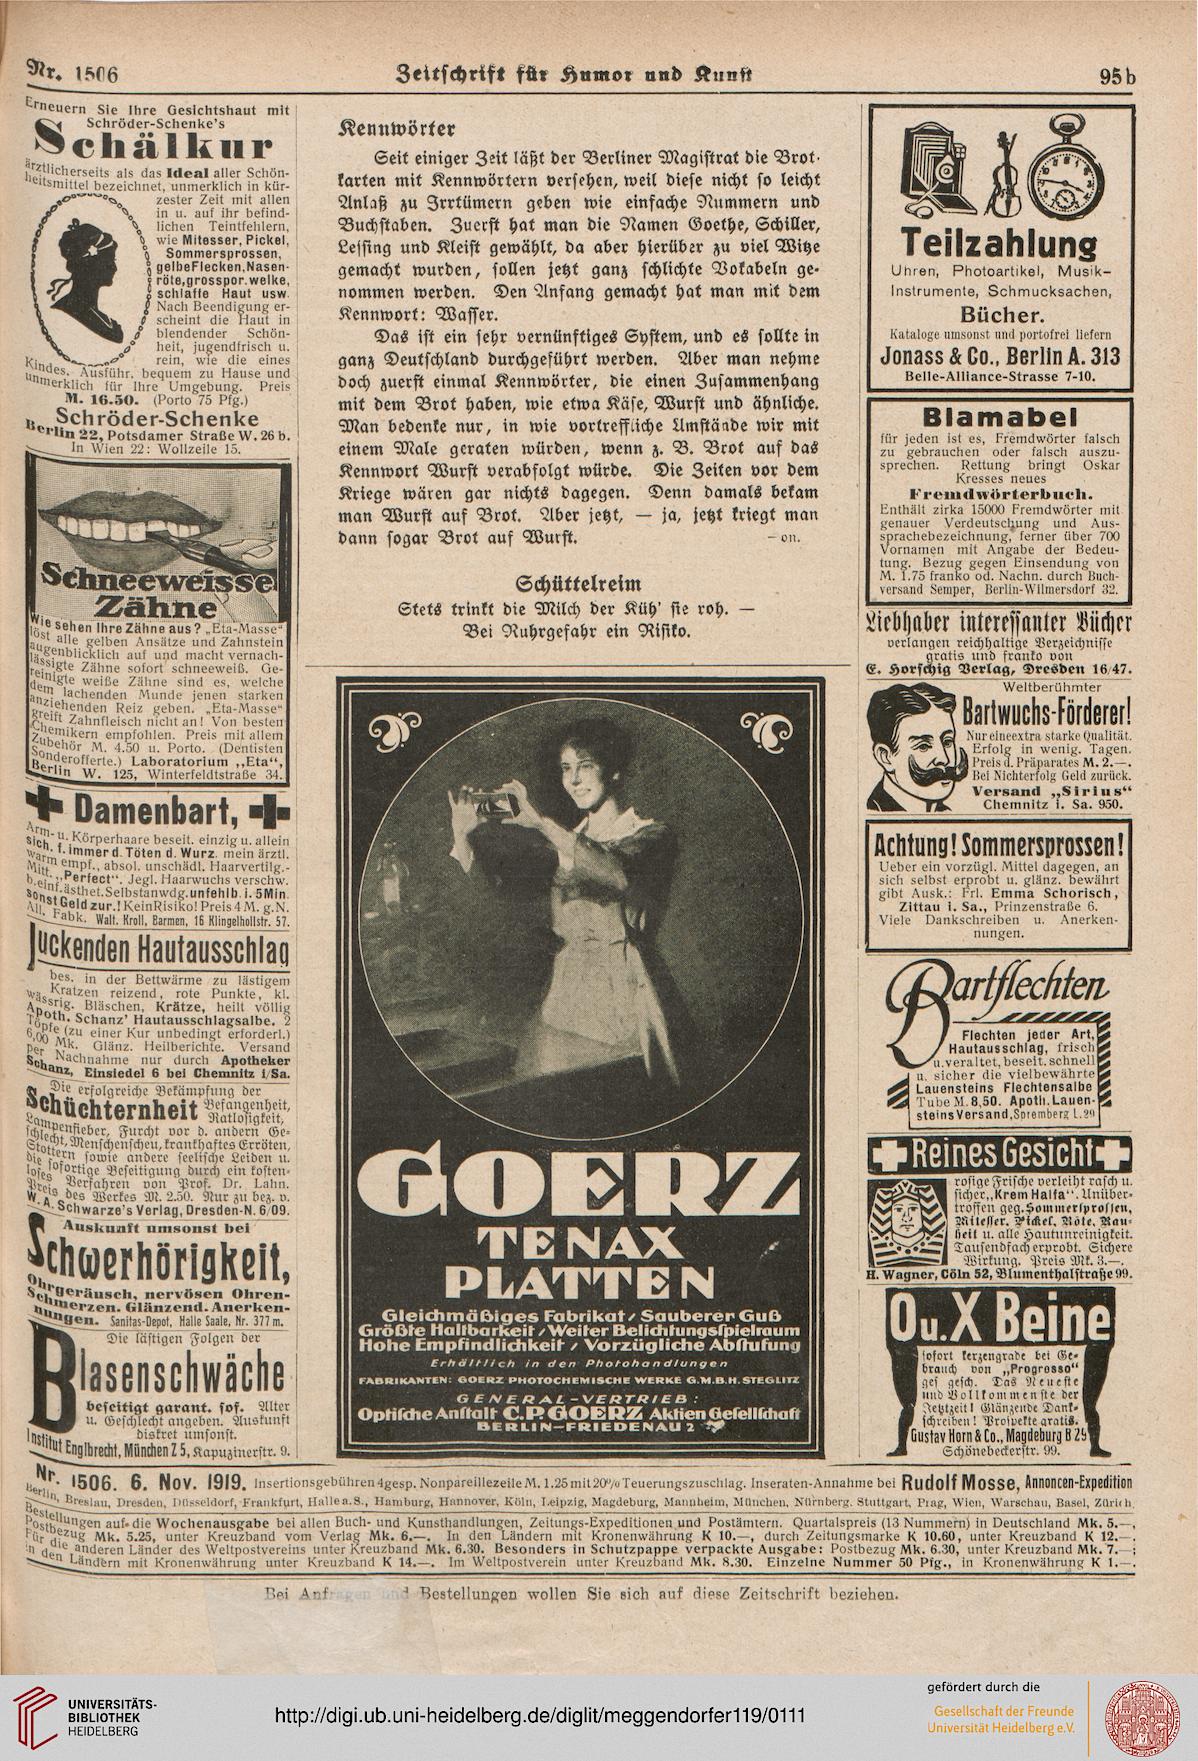 Nr. 1506
Zeitschrift für Humor und Kunst
95b
Erneuern Sie Ihre Gesichtshaut mit
Schröder-Schenke's
Schälkur
ärztlicherseits als das Ideal aller Schön-
heitsmittel bezeichnet, unmerklich in kür-
zester Zeit mit allen
in u. auf ihr befind-
lichen Teintfehlern,
wie Mitesser, Pickel,
Sommersprossen,
gelbe Flecken, Nasen-
röte, grosspor. welke,
schlaffe Haut usw.
Nach Beendigung er-
scheint die Haut in
blendender Schön-
heit, jugendfrisch u.
rein, wie die eines
Kindes. Ausführ. bequem zu Hause und
unmerklich für Ihre Umgebung. Preis
M. 16.50. (Porto 75 Pfg.)
Schröder-Schenke
Berlin 22, Potsdamer Straße W. 26 b.
In Wien 22: Wollzeile 15.
Schneeweisse
Zähne
Wie sehen Ihre Zähne aus? „Eta-Masse“
löst alle gelben Ansätze und Zahnstein
augenblicklich auf und macht vernach-
lässigte Zähne sofort schneeweiß. Ge-
reinigte weiße Zähne sind es, welche
dem lachenden Munde jenen starken
anziehenden Reiz geben. „Eta-Masse“
greift Zahnfleisch nicht an! Von besten
Chemikern empfohlen. Preis mit allem
Zubehör M. 4.50 u. Porto. (Dentisten
Sonderofferte.) Laboratorium „Eta“,
Berlin W. 125, Winterfeldtstraße 34.
Damenbart,
Arm- u. Körperhaare beseit. einzig u. allein
sich. f. immer d. Töten d. Wurz. mein ärztl.
warm empf., absol. unschädl. Haarvertilg.-
Mitt. „Perfect“. Jegl. Haarwuchs verschw.
b. einf. ästhet. Selbstanwdg. unfehlb. i. 5 Min.
sonst Geld zur.! Kein Risiko! Preis 4 M. g. N.
All. Fabk. Walt. Kroll, Barmen, 16 Klingelhollstr. 57.
Juckenden Hautausschlag
bes. in der Bettwärme zu lästigem
Kratzen reizend, rote Punkte, kl.
wässrig. Bläschen, Krätze, heilt völlig
Apoth. Schanz' Hautausschlagsalbe. 2
Töpfe (zu einer Kur unbedingt erforderl.)
6,00 Mk. Glänz. Heilberichte. Versand
per Nachnahme nur durch Apotheker
Schanz, Einsiedel 6 bei Chemnitz i/Sa.
Die erfolgreiche Bekämpfung der
Schüchternheit Befangenheit,
Ratlosigkeit,
Lampenfieber, Furcht vor d. andern Ge-
schlecht, Menschenscheu, krankhaftes Erröten,
Stottern sowie andere seelische Leiden u.
die sofortige Beseitigung durch ein kosten-
loses Verfahren von Prof. Dr. Lahn.
Preis des Werkes M. 2.50. Nur zu bez. v.
W. A. Schwarze's Verlag, Dresden-N. 6/09.
Auskunft umsonst bei
Schwerhörigkeit,
Ohrgeräusch, nervösen Ohren-
Schmerzen. Glänzend. Anerken-
nungen. Sanitas-Depot, Halle Saale, Nr. 377 m.
Die lästigen Folgen der
Blasenschwäche
beseitigt garant. sof. Alter
u. Geschlecht angeben. Auskunft
diskret umsonst.
Institut Englbrecht, München Z 5, Kapuzinerstr. 9.
Kennwörter
Seit einiger Zeit läßt der Berliner Magistrat die Brot-
karten mit Kennwörtern versehen, weil diese nicht so leicht
Anlaß zu Irrtümern geben wie einfache Nummern und
Buchstaben. Zuerst hat man die Namen Goethe, Schiller,
Lessing und Kleist gewählt, da aber hierüber zu viel Witze
gemacht wurden, sollen jetzt ganz schlichte Vokabeln ge-
nommen werden. Den Anfang gemacht hat man mit dem
Kennwort: Wasser.
Das ist ein sehr vernünftiges System, und es sollte in
ganz Deutschland durchgeführt werden. Aber man nehme
doch zuerst einmal Kennwörter, die einen Zusammenhang
mit dem Brot haben, wie etwa Käse, Wurst und ähnliche.
Man bedenke nur, in wie vortreffliche Umstände wir mit
einem Male geraten würden, wenn z. B. Brot auf das
Kennwort Wurst verabfolgt würde. Die Zeiten vor dem
Kriege wären gar nichts dagegen. Denn damals bekam
man Wurst auf Brot. Aber jetzt, — ja, jetzt kriegt man
dann sogar Brot auf Wurst.
– on.
Schüttelreim
Stets trinkt die Milch der Küh' sie roh. —
Bei Ruhrgefahr ein Risiko.
GOERZ
TENAX
PLATTEN
Gleichmäßiges Fabrikat / Sauberer Guß
Größte Haltbarkeit / Weiter Belichtungsspielraum
Hohe Empfindlichkeit / Vorzügliche Abstufung
Erhältlich in den Photohandlungen
FABRIKANTEN: GOERZ PHOTOCHEMISCHE WERKE G.M.B.H. STEGLITZ
GENERAL-VERTRIEB:
Optische Anstalt C.P. GOERZ Aktien Gesellschaft
BERLIN-FRIEDENAU 2
Teilzahlung
Uhren, Photoartikel, Musik-
Instrumente, Schmucksachen,
Bücher.
Kataloge umsonst und portofrei liefern
Jonass & Co., Berlin A. 313
Belle-Alliance-Strasse 7-10.
Blamabel
für jeden ist es, Fremdwörter falsch
zu gebrauchen oder falsch auszu-
sprechen. Rettung bringt Oskar
Kresses neues
Fremdwörterbuch.
Enthält zirka 15000 Fremdwörter mit
genauer Verdeutschung und Aus-
sprachebezeichnung, ferner über 700
Vornamen mit Angabe der Bedeu-
tung. Bezug gegen Einsendung von
M. 1.75 franko od. Nachn. durch Buch-
versand Semper, Berlin-Wilmersdorf 32.
Liebhaber interessanter Bücher
verlangen reichhaltige Verzeichnisse
gratis und franko von
E. Horschig Verlag, Dresden 16/47.
Weltberühmter
Bartwuchs-Förderer!
Nur eine extra starke Qualität.
Erfolg in wenig. Tagen.
Preis d. Präparates M. 2.—.
Bei Nichterfolg Geld zurück.
Versand „Sirius“
Chemnitz i. Sa. 950.
Achtung! Sommersprossen!
Ueber ein vorzügl. Mittel dagegen, an
sich selbst erprobt u. glänz. bewährt
gibt Ausk.: Frl. Emma Schorisch,
Zittau i. Sa., Prinzenstraße 6.
Viele Dankschreiben u. Anerken-
nungen.
Bartflechten
Flechten jeder Art,
Hautausschlag, frisch
u. veraltet, beseit. schnell
u. sicher die vielbewährte
Lauensteins Flechtensalbe
Tube M. 8,50. Apoth. Lauen-
steins Versand, Spremberg L. 29
Reines Gesicht
rosige Frische verleiht rasch u.
sicher „Krem Halfa“. Unüber-
troffen geg. Sommersprossen,
Mitesser, Pickel, Röte, Rau-
heit u. alle Hautunreinigkeit.
Tausendfach erprobt. Sichere
Wirkung. Preis Mk. 3.—.
H. Wagner, Cöln 52, Blumenthalstraße 99.
O u. X Beine
sofort kerzengrade bei Ge-
brauch von „Progresso“
ges gesch. Das Neueste
und Vollkommenste der
Jetztzeit! Glänzende Dank-
schreiben! Prospekte gratis.
Gustav Horn & Co., Magdeburg B 29
Schönebeckerstr. 99.
Nr. 1506. 6. Nov. 1919. Insertionsgebühren 4gesp. Nonpareillezeile M. 1.25 mit 20% Teuerungszuschlag. Inseraten-Annahme bei Rudolf Mosse, Annoncen-Expedition
Berlin, Breslau, Dresden, Düsseldorf, Frankfurt, Halle a. S., Hamburg, Hannover, Köln, Leipzig, Magdeburg, Mannheim, München, Nürnberg, Stuttgart, Prag, Wien, Warschau, Basel, Zürich
Bestellungen auf die Wochenausgabe bei allen Buch- und Kunsthandlungen, Zeitungs-Expeditionen und Postämtern. Quartalspreis (13 Nummern) in Deutschland Mk. 5.—,
Postbezug Mk. 5.25, unter Kreuzband vom Verlag Mk. 6.—. In den Ländern mit Kronenwährung K 10.—, durch Zeitungsmarke K 10.60, unter Kreuzband K 12.—.
Für die anderen Länder des Weltpostvereins unter Kreuzband Mk. 6.30. Besonders in Schutzpappe verpackte Ausgabe: Postbezug Mk. 6.30, unter Kreuzband Mk. 7.—;
in den Ländern mit Kronenwährung unter Kreuzband K 14.—. Im Weltpostverein unter Kreuzband Mk. 8.30. Einzelne Nummer 50 Pfg., in Kronenwährung K 1.—.
Bei Anfragen und Bestellungen wollen Sie sich auf diese Zeitschrift beziehen.
UNIVERSITÄTS-
BIBLIOTHEK
HEIDELBERG
http://digi.ub.uni-heidelberg.de/diglit/meggendorfer119/0111
gefördert durch die
Gesellschaft der Freunde
Universität Heidelberg e.V.